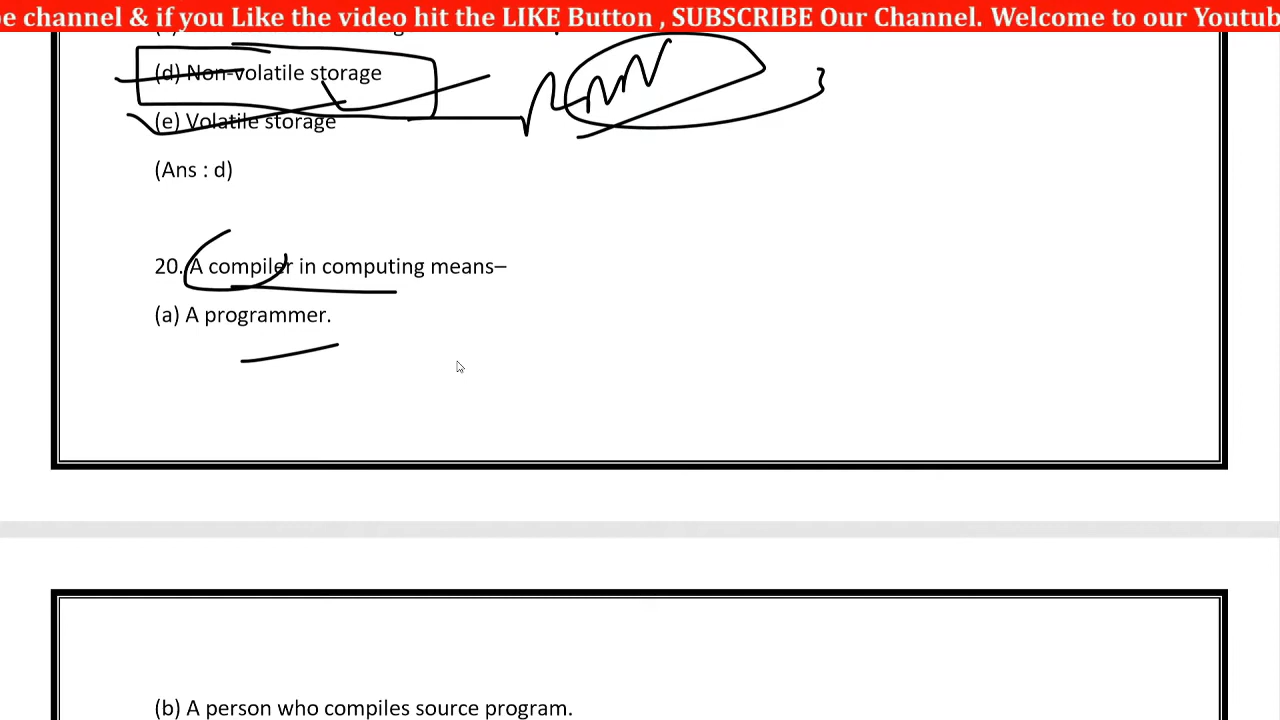 e channel & if you Like the video hit the LIKE Button , SUBSCRIBE Our Channel. Welcome to our Youtub
(d) Non-volatile storage
(e) Volatile storage
(Ans : d)
20. A compiler in computing means–
(a) A programmer.
(b) A person who compiles source program.